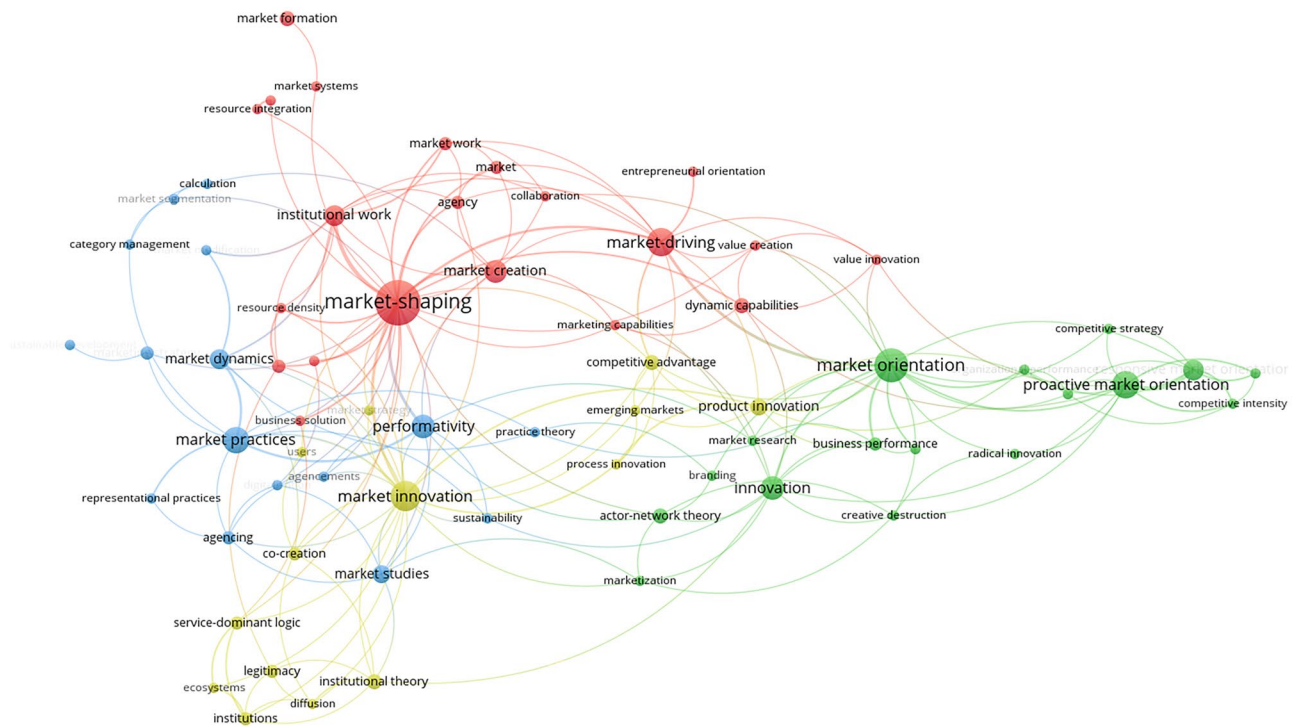 market formation
market systems
resource integration
market work
market
entrepreneurial orientation
calculation
market segmentation
agency
collaboration
institutional work
category management
market-driving
value creation
value innovation
market creation
market-shaping
resource density
dynamic capabilities
marketing capabilities
competitive strategy
market dynamics
competitive advantage
market orientation
proactive market orientation
competitive intensity
market strategy
emerging markets
product innovation
business solution
performativity
practice theory
market practices
market research
business performance
users
radical innovation
process innovation
agencements
branding
innovation
representational practices
market innovation
sustainability
actor-network theory
creative destruction
agencing
co-creation
market studies
marketization
service-dominant logic
legitimacy
institutional theory
ecosystems
diffusion
institutions